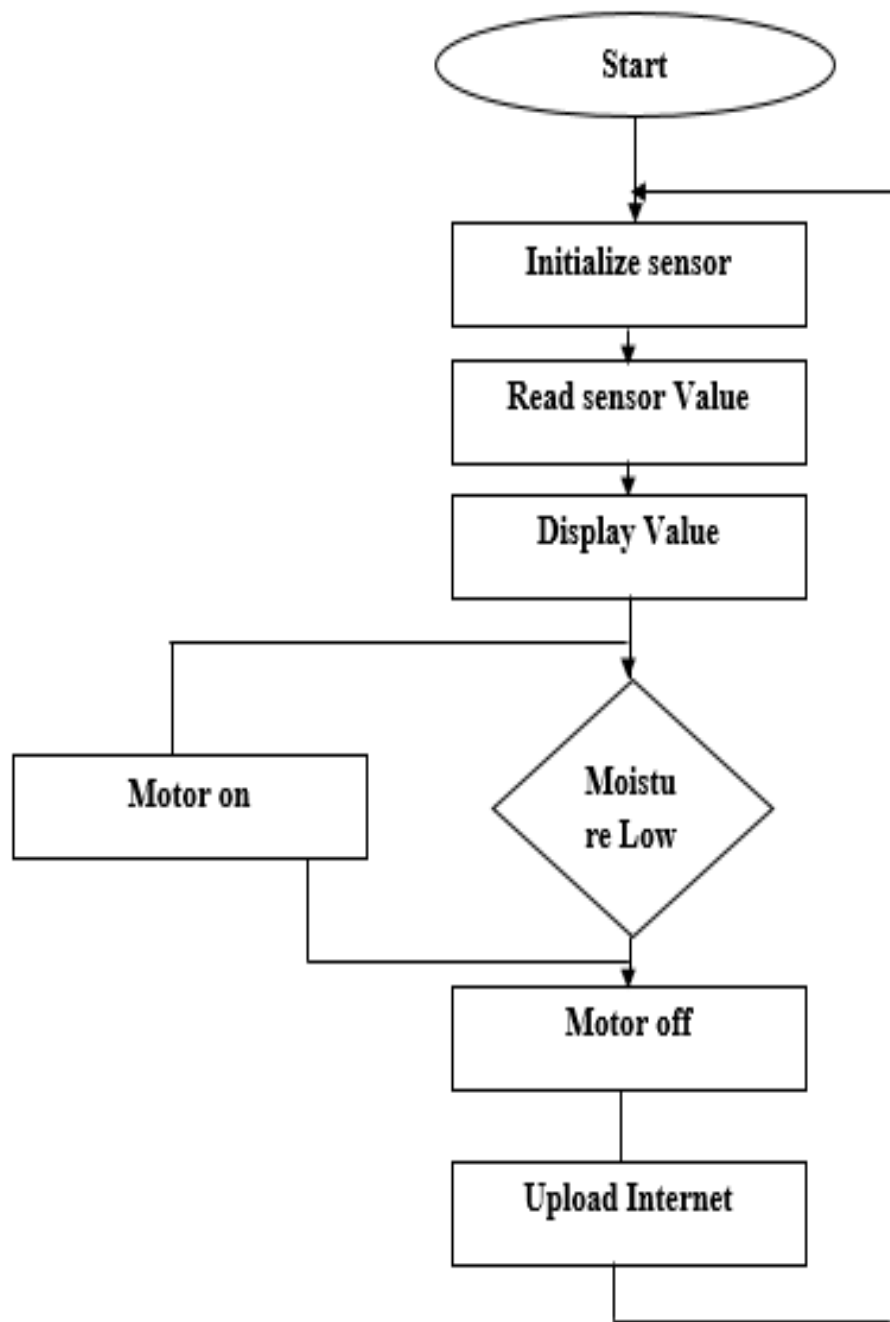 Start
Initialize sensor
Read sensor Value
Display Value
Motor on
Moistu
re Low
Motor off
Upload Internet